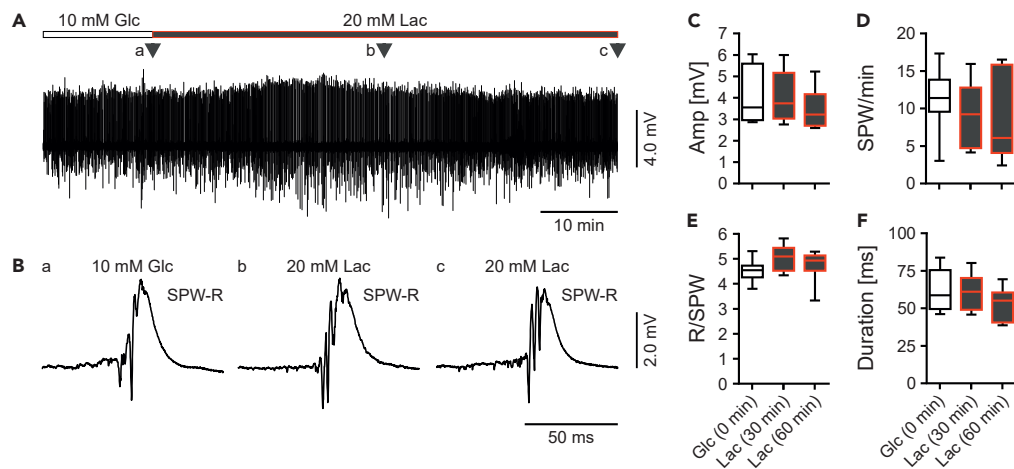 A
10 mM Glc
20 mM Lac
a
b
c
4.0 mV
10 min
B
a
10 mM Glc
b
20 mM Lac
c
20 mM Lac
SPW-R
SPW-R
SPW-R
2.0 mV
50 ms
C
Amp [mV]
7
6
5
4
3
2
1
0
D
SPW/min
20
15
10
5
0
E
R/SPW
6
5
4
3
2
1
0
Glc (0 min)
Lac (30 min)
Lac (60 min)
F
Duration [ms]
100
75
50
25
0
Glc (0 min)
Lac (30 min)
Lac (60 min)